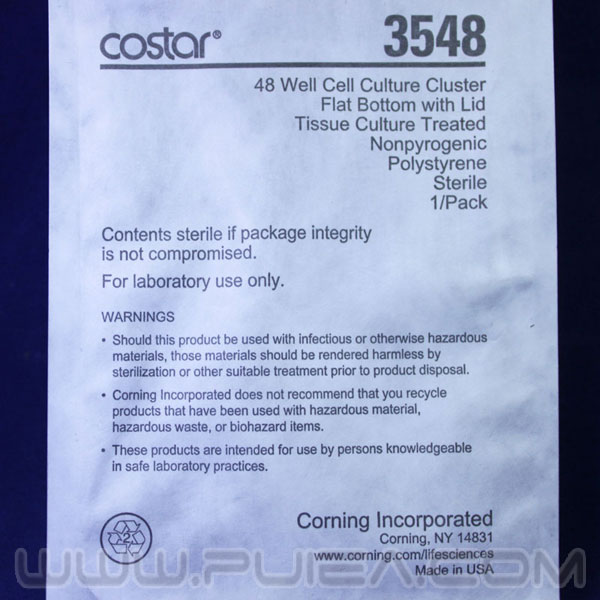 costar® 3548
48 Well Cell Culture Cluster
Flat Bottom with Lid
Tissue Culture Treated
Nonpyrogenic
Polystyrene
Sterile
1/Pack
Contents sterile if package integrity
is not compromised.
For laboratory use only.
WARNINGS
• Should this product be used with infectious or otherwise hazardous
materials, those materials should be rendered harmless by
sterilization or other suitable treatment prior to product disposal.
• Corning Incorporated does not recommend that you recycle
products that have been used with hazardous material,
hazardous waste, or biohazard items.
• These products are intended for use by persons knowledgeable
in safe laboratory practices.
2
Corning Incorporated
Corning, NY 14831
www.corning.com/lifesciences
Made in USA
WWW.PUIEA.COM